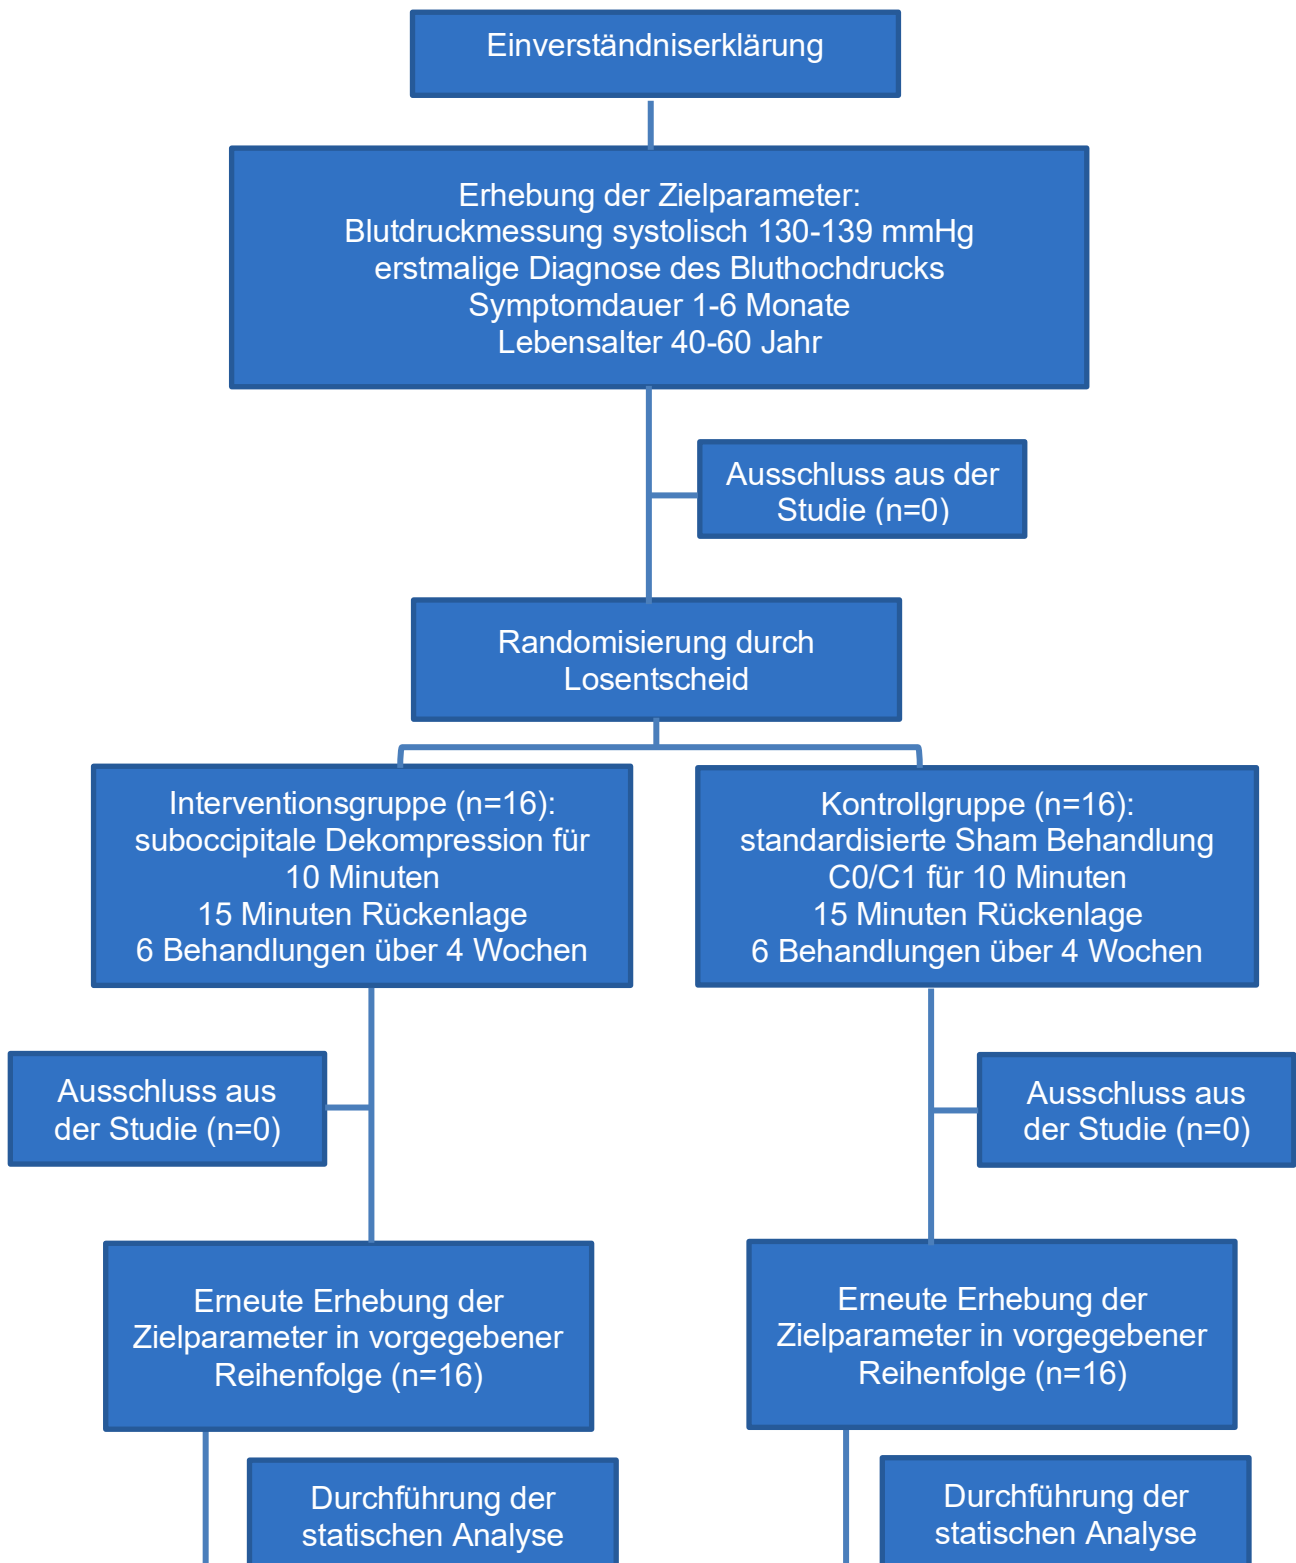 Einverständniserklärung
Erhebung der Zielparameter:
Blutdruckmessung systolisch 130-139 mmHg
erstmalige Diagnose des Bluthochdrucks
Symptomdauer 1-6 Monate
Lebensalter 40-60 Jahr
Ausschluss aus der
Studie (n=0)
Randomisierung durch
Losentscheid
Interventionsgruppe (n=16):
suboccipitale Dekompression für
10 Minuten
15 Minuten Rückenlage
6 Behandlungen über 4 Wochen
Kontrollgruppe (n=16):
standardisierte Sham Behandlung
C0/C1 für 10 Minuten
15 Minuten Rückenlage
6 Behandlungen über 4 Wochen
Ausschluss aus
der Studie (n=0)
Ausschluss aus
der Studie (n=0)
Erneute Erhebung der
Zielparameter in vorgegebener
Reihenfolge (n=16)
Erneute Erhebung der
Zielparameter in vorgegebener
Reihenfolge (n=16)
Durchführung der
statischen Analyse
Durchführung der
statischen Analyse